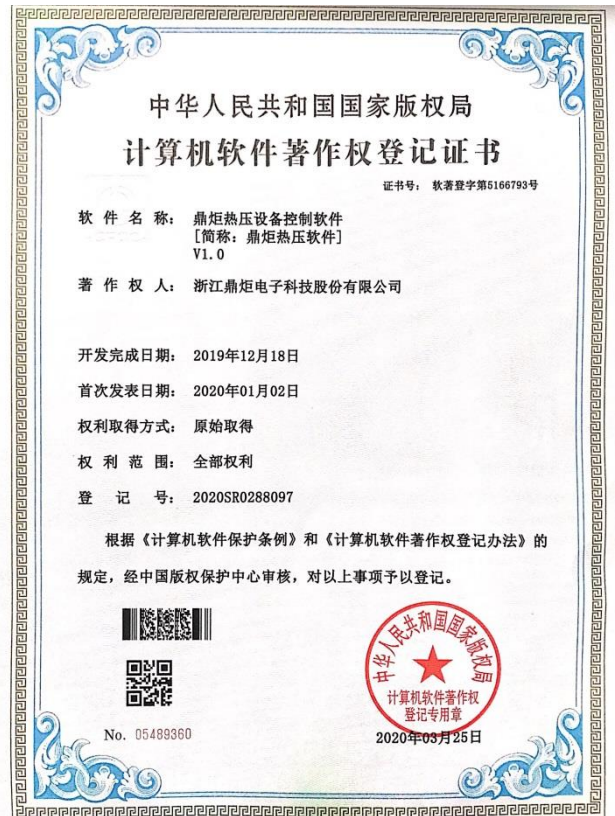 中华人民共和国国家版权局
计算机软件著作权登记证书
证书号： 软著登字第5166793号
软件名称： 鼎炬热压设备控制软件
[简称：鼎炬热压软件]
V1.0
著作权人： 浙江鼎炬电子科技股份有限公司
开发完成日期： 2019年12月18日
首次发表日期： 2020年01月02日
权利取得方式： 原始取得
权利范围： 全部权利
登记号： 2020SR0288097
根据《计算机软件保护条例》和《计算机软件著作权登记办法》的
规定，经中国版权保护中心审核，对以上事项予以登记。
中华人民共和国国家版权局
计算机软件著作权
登记专用章
No. 05489360
2020年03月25日